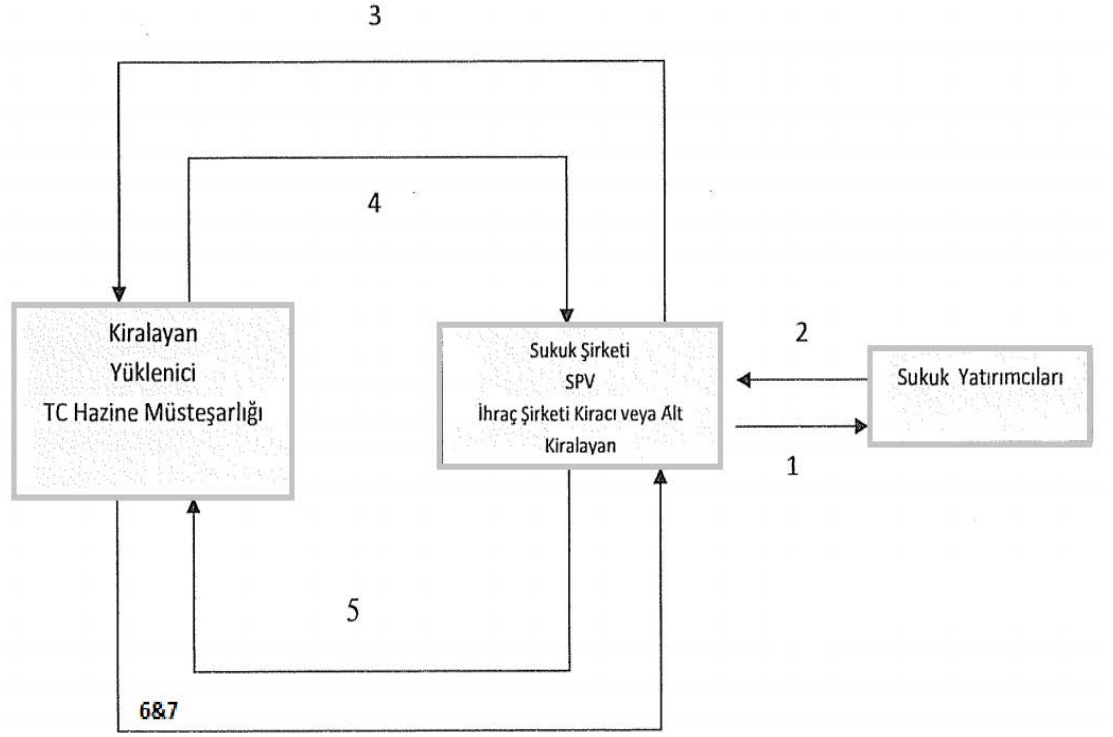 3
4
Kiralayan
Yüklenici
TC Hazine Müsteşarlığı
Sukuk Şirketi
SPV
İhraç Şirketi Kiracı veya Alt
Kiralayan
2
Sukuk Yatırımcıları
1
5
6&7